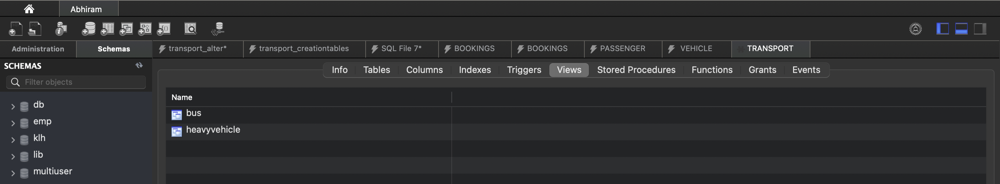 Abhiram
Administration Schemas transport_alter* transport_creationtables SQL File 7* BOOKINGS BOOKINGS PASSENGER VEHICLE TRANSPORT
SCHEMAS
Info Tables Columns Indexes Triggers Views Stored Procedures Functions Grants Events
Filter objects
Name
db
bus
emp
heavyvehicle
klh
lib
multiuser